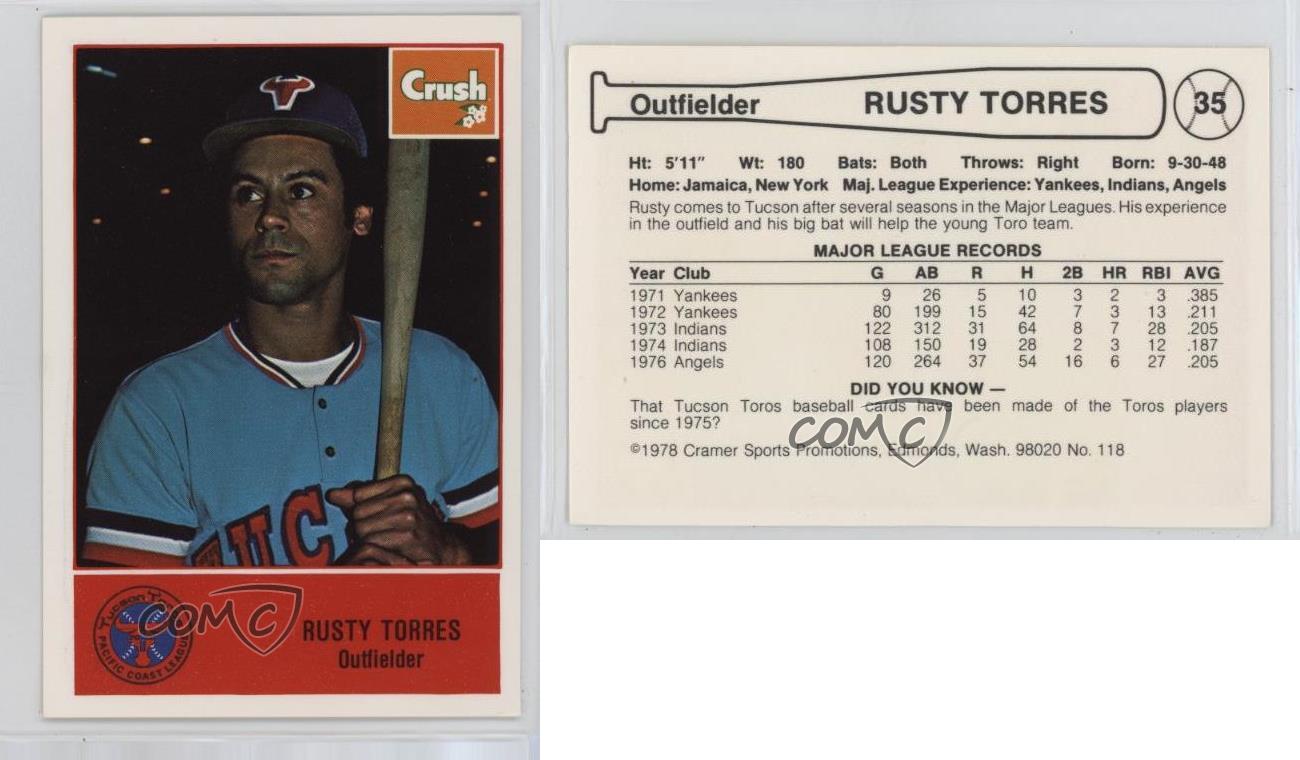 Crush
TUC
Tucson Toros
PACIFIC COAST LEAGUE
COMC
RUSTY TORRES
Outfielder
Outfielder RUSTY TORRES 35
Ht: 5'11" Wt: 180 Bats: Both Throws: Right Born: 9-30-48
Home: Jamaica, New York Maj. League Experience: Yankees, Indians, Angels
Rusty comes to Tucson after several seasons in the Major Leagues. His experience
in the outfield and his big bat will help the young Toro team.
MAJOR LEAGUE RECORDS
Year Club G AB R H 2B HR RBI AVG
1971 Yankees 9 26 5 10 3 2 3 .385
1972 Yankees 80 199 15 42 7 3 13 .211
1973 Indians 122 312 31 64 8 7 28 .205
1974 Indians 108 150 19 28 2 3 12 .187
1976 Angels 120 264 37 54 16 6 27 .205
DID YOU KNOW —
That Tucson Toros baseball cards have been made of the Toros players
since 1975?
COMC
©1978 Cramer Sports Promotions, Edmonds, Wash. 98020 No. 118